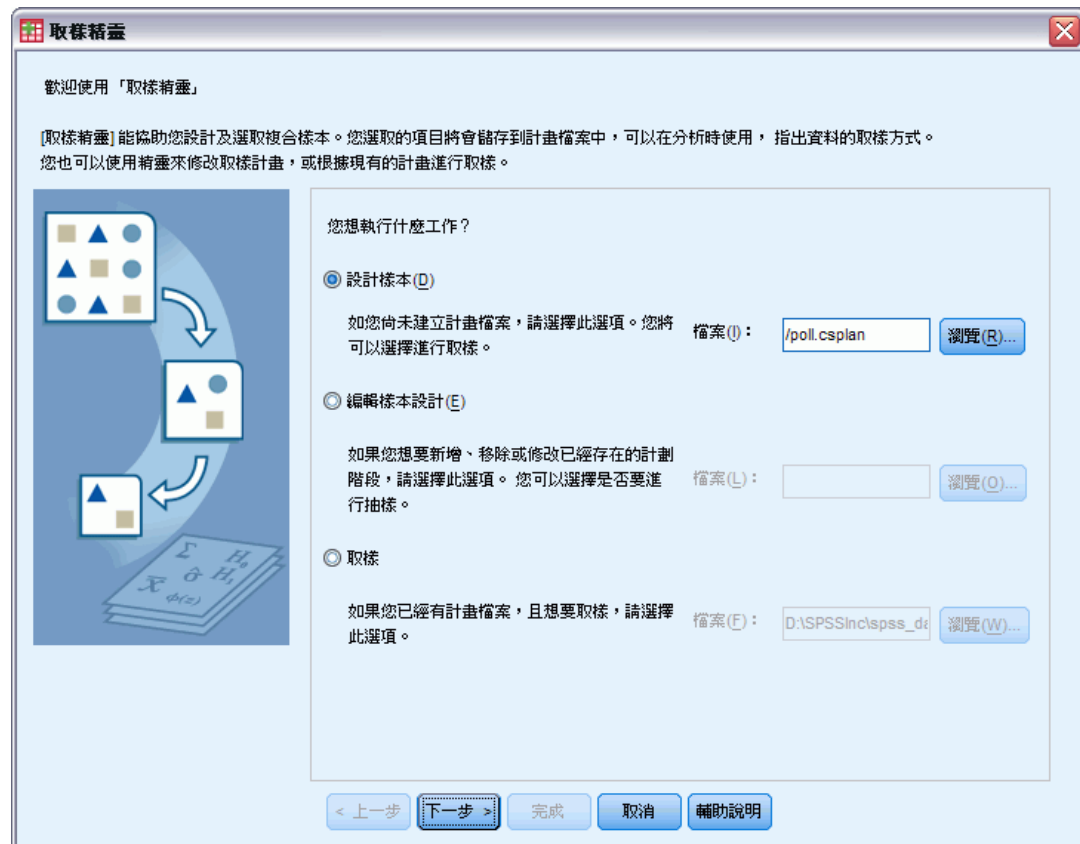 取樣精靈
歡迎使用「取樣精靈」
[取樣精靈] 能協助您設計及選取複合樣本。您選取的項目將會儲存到計畫檔案中，可以在分析時使用， 指出資料的取樣方式。
您也可以使用精靈來修改取樣計畫，或根據現有的計畫進行取樣。
您想執行什麼工作？
設計樣本(D)
如您尚未建立計畫檔案，請選擇此選項。您將
可以選擇進行取樣。
檔案(I)：
/poll.csplan
瀏覽(R)...
編輯樣本設計(E)
如果您想要新增、移除或修改已經存在的計劃
階段，請選擇此選項。 您可以選擇是否要進
行抽樣。
檔案(L)：
瀏覽(O)...
取樣
如果您已經有計畫檔案，且想要取樣，請選擇
此選項。
檔案(F)：
D:\SPSSInc\spss_da
瀏覽(W)...
Σ H₀
x̄ σ̂ H₁
ϕ(z)
< 上一步
下一步 >
完成
取消
輔助說明